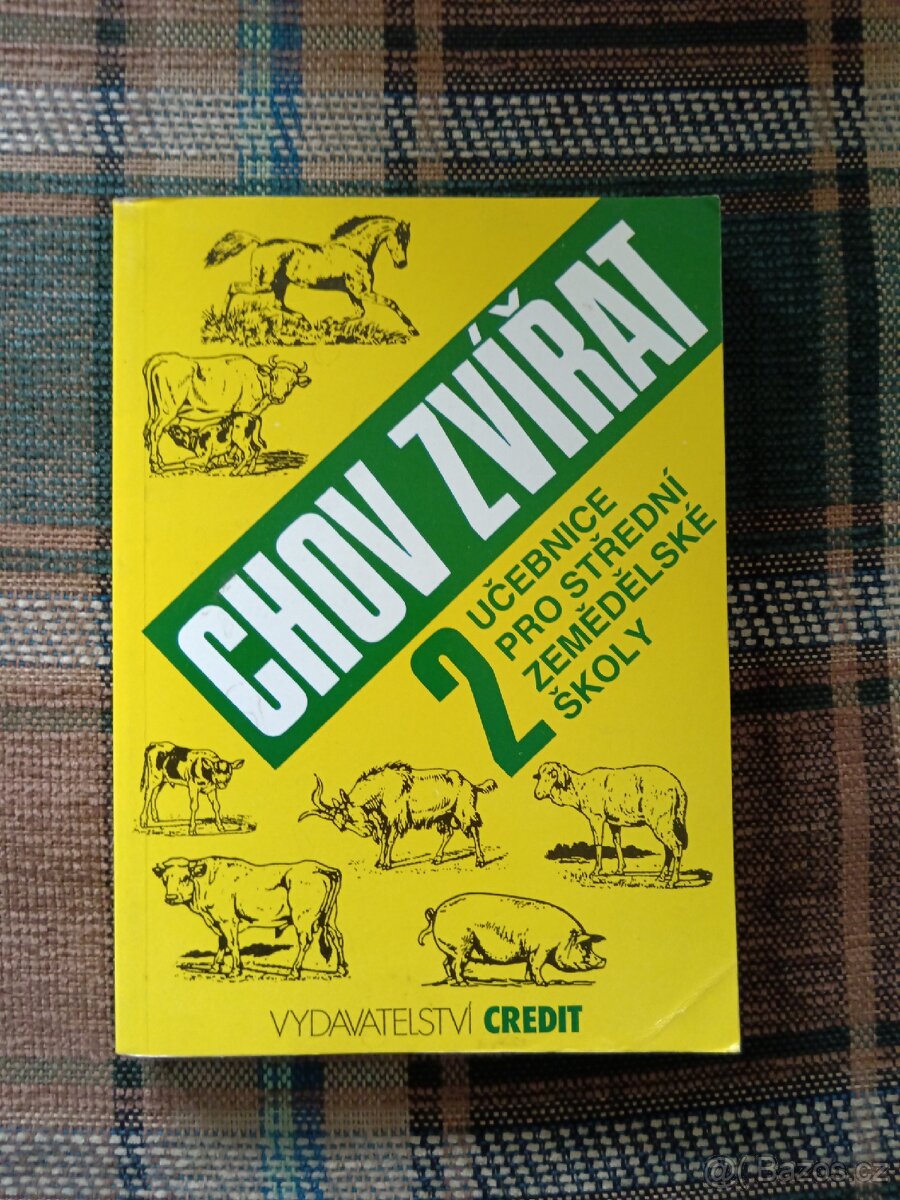 CHOV ZVÍŘAT
2
UČEBNICE
PRO STŘEDNÍ
ZEMĚDĚLSKÉ
ŠKOLY
VYDAVATELSTVÍ CREDIT
@( Bazos.cz